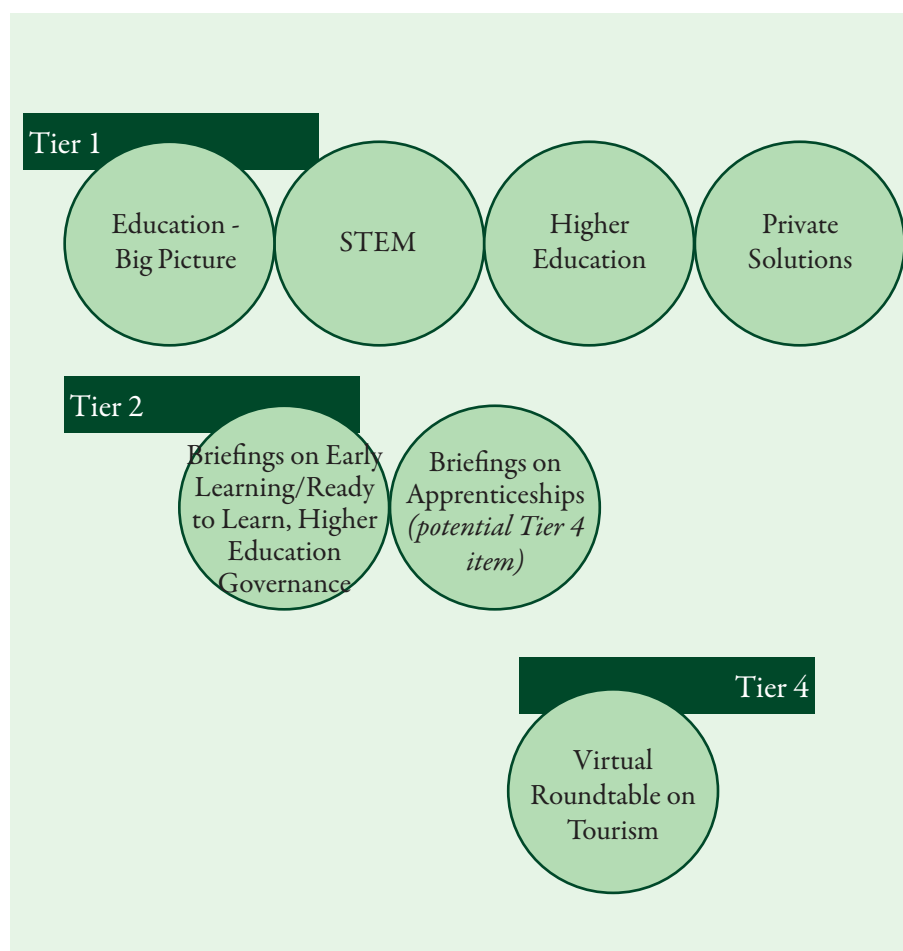 Tier 1
Education -
Big Picture
STEM
Higher
Education
Private
Solutions
Tier 2
Briefings on Early
Learning/Ready
to Learn, Higher
Education
Governance
Briefings on
Apprenticeships
(potential Tier 4
item)
Tier 4
Virtual
Roundtable on
Tourism